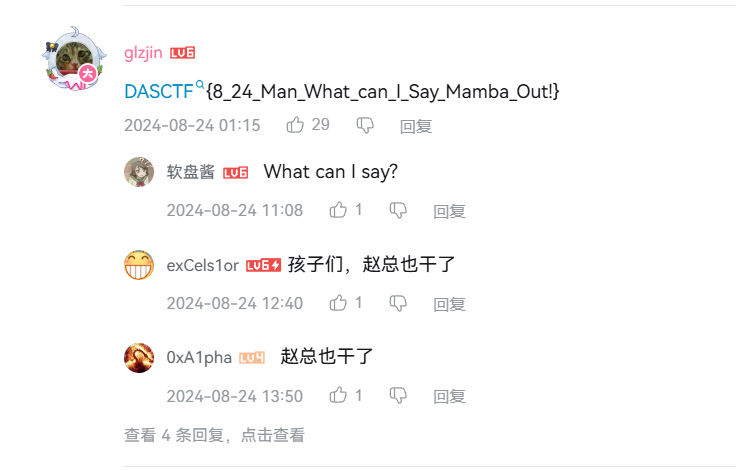 glzjin LV6
DASCTF{8_24_Man_What_can_I_Say_Mamba_Out!}
2024-08-24 01:15 29 回复
软盘酱 LV6 What can I say?
2024-08-24 11:08 1 回复
exCels1or LV6 孩子们，赵总也干了
2024-08-24 12:40 1 回复
0xA1pha LV4 赵总也干了
2024-08-24 13:50 1 回复
查看 4 条回复，点击查看